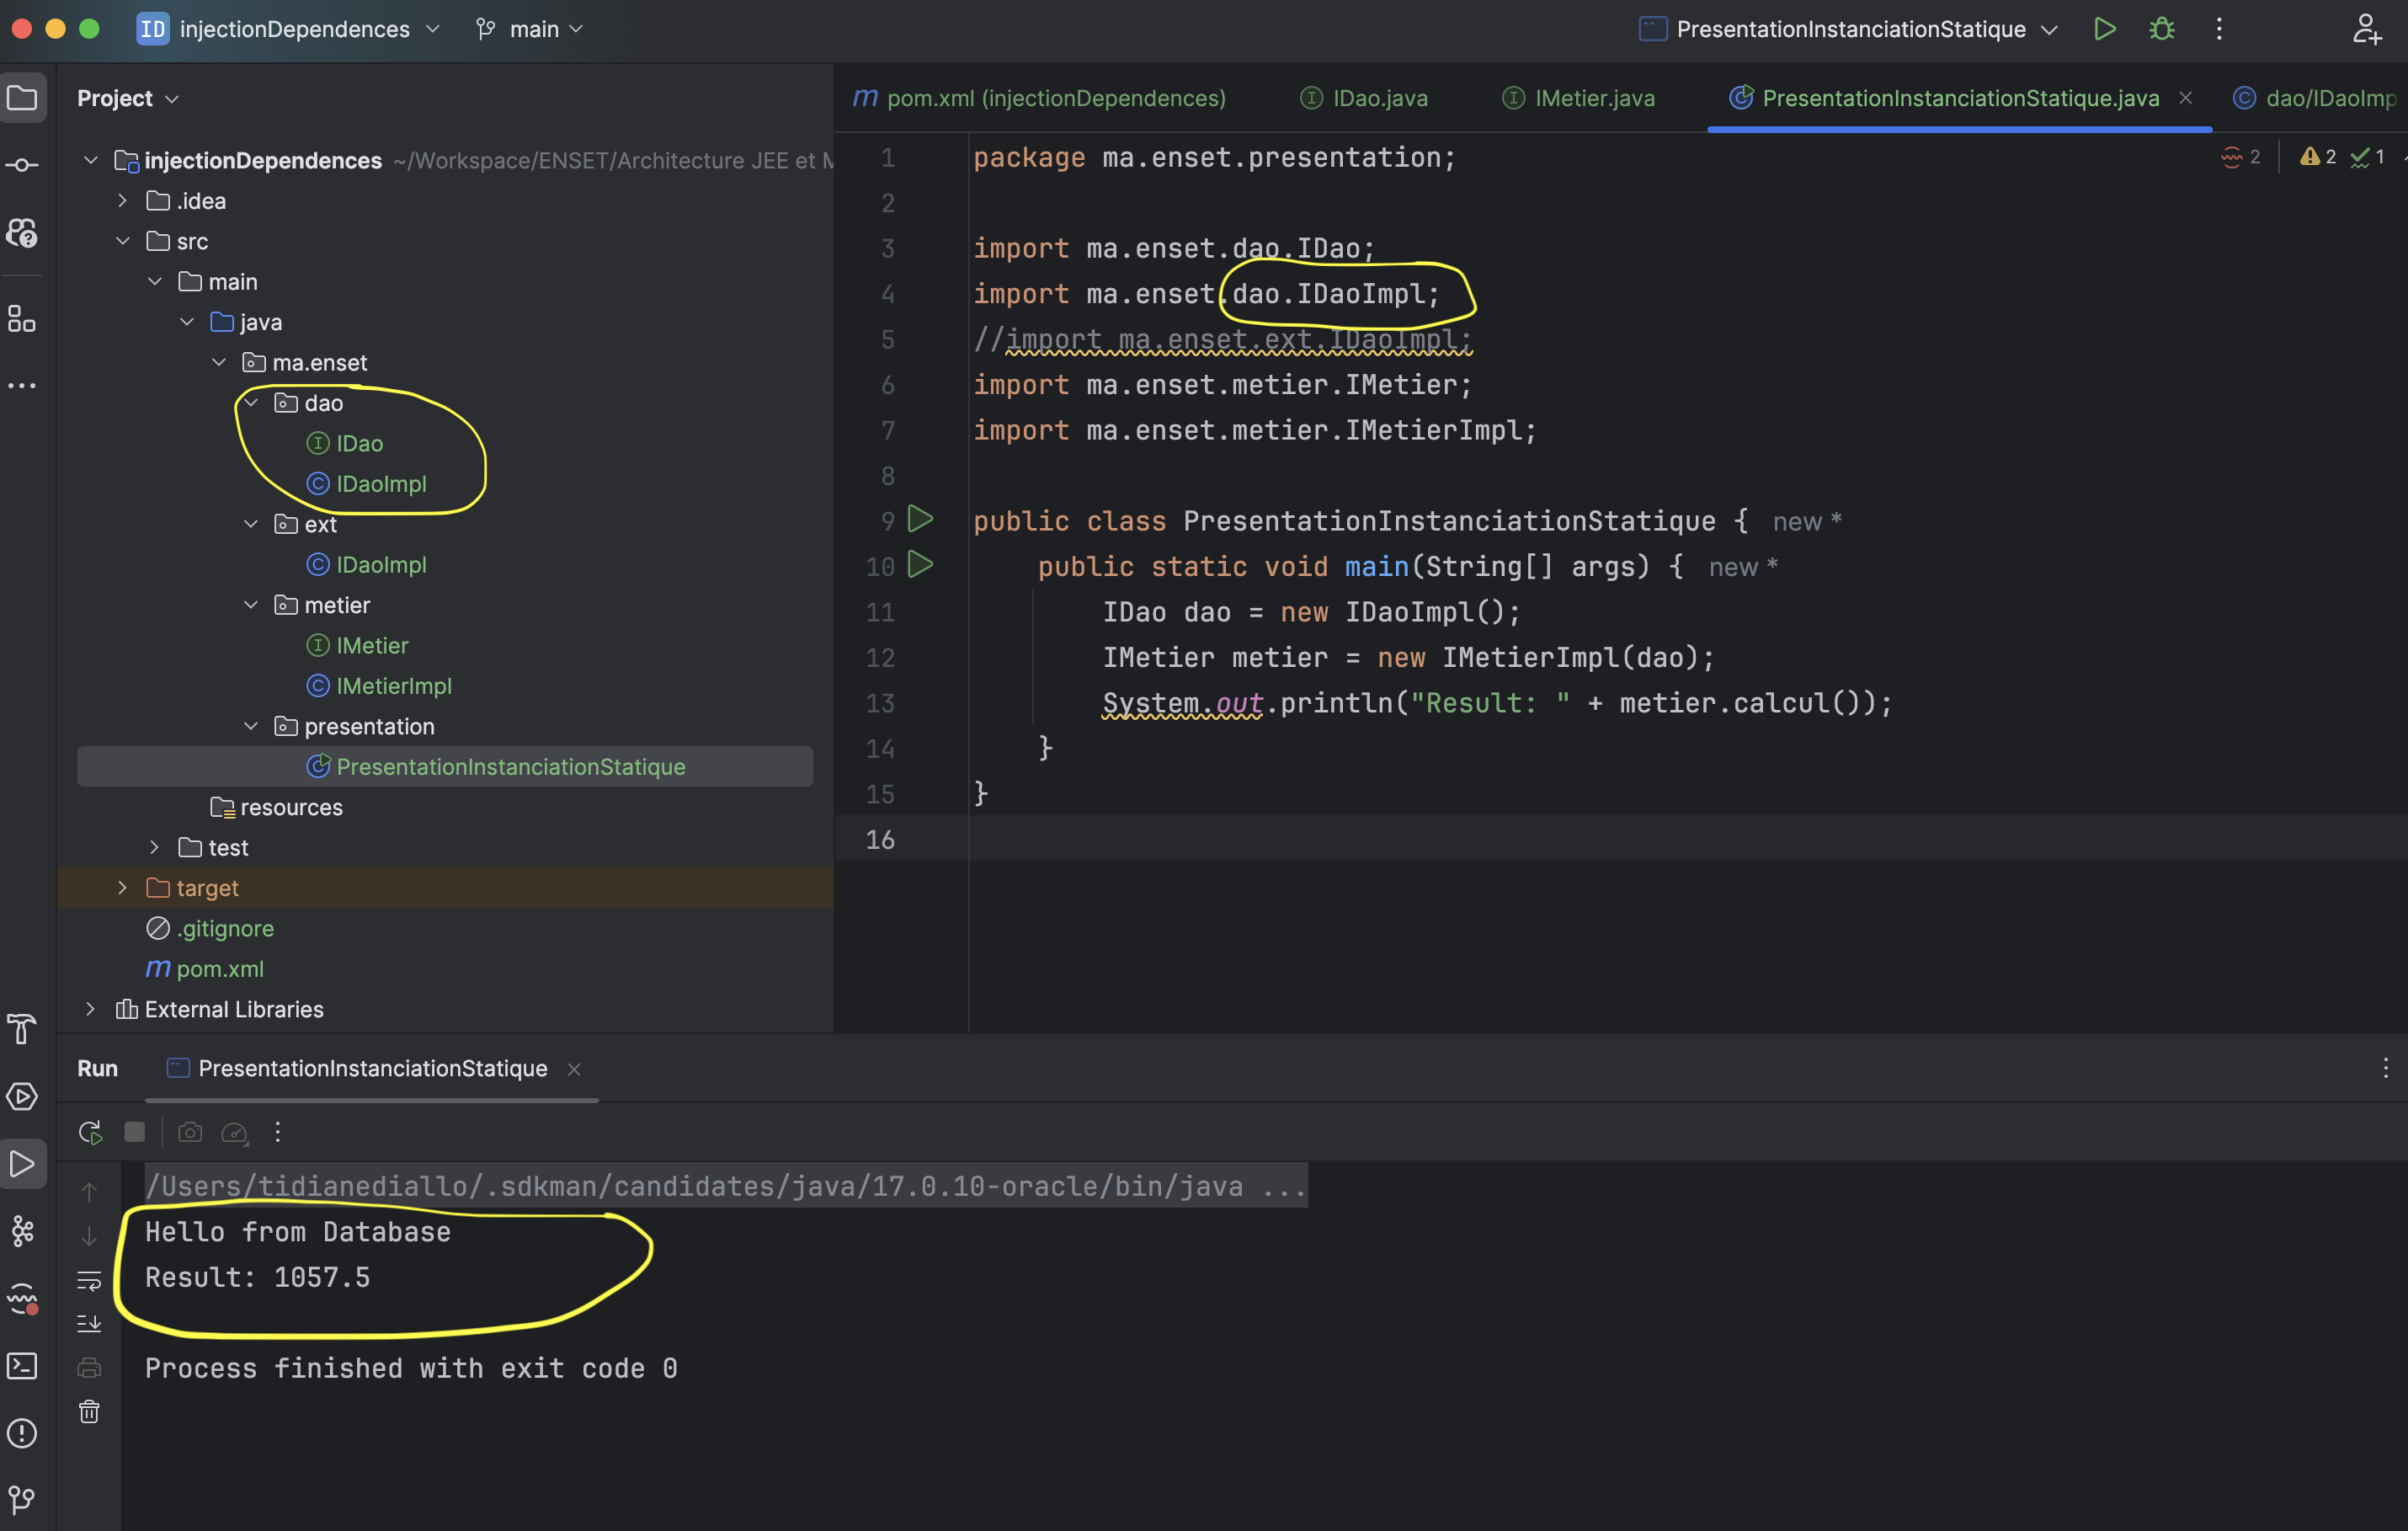 ID injectionDependences main PresentationInstanciationStatique
Project
pom.xml (injectionDependences) IDao.java IMetier.java PresentationInstanciationStatique.java dao/IDaoImp
injectionDependences ~/Workspace/ENSET/Architecture JEE et M
.idea
src
main
java
ma.enset
dao
IDao
IDaoImpl
ext
IDaoImpl
metier
IMetier
IMetierImpl
presentation
PresentationInstanciationStatique
resources
test
target
.gitignore
pom.xml
External Libraries
2 2 1
1 package ma.enset.presentation;
2
3 import ma.enset.dao.IDao;
4 import ma.enset.dao.IDaoImpl;
5 //import ma.enset.ext.IDaoImpl;
6 import ma.enset.metier.IMetier;
7 import ma.enset.metier.IMetierImpl;
8
9 public class PresentationInstanciationStatique { new *
10 public static void main(String[] args) { new *
11 IDao dao = new IDaoImpl();
12 IMetier metier = new IMetierImpl(dao);
13 System.out.println("Result: " + metier.calcul());
14 }
15 }
16
Run PresentationInstanciationStatique
/Users/tidianediallo/.sdkman/candidates/java/17.0.10-oracle/bin/java ...
Hello from Database
Result: 1057.5
Process finished with exit code 0